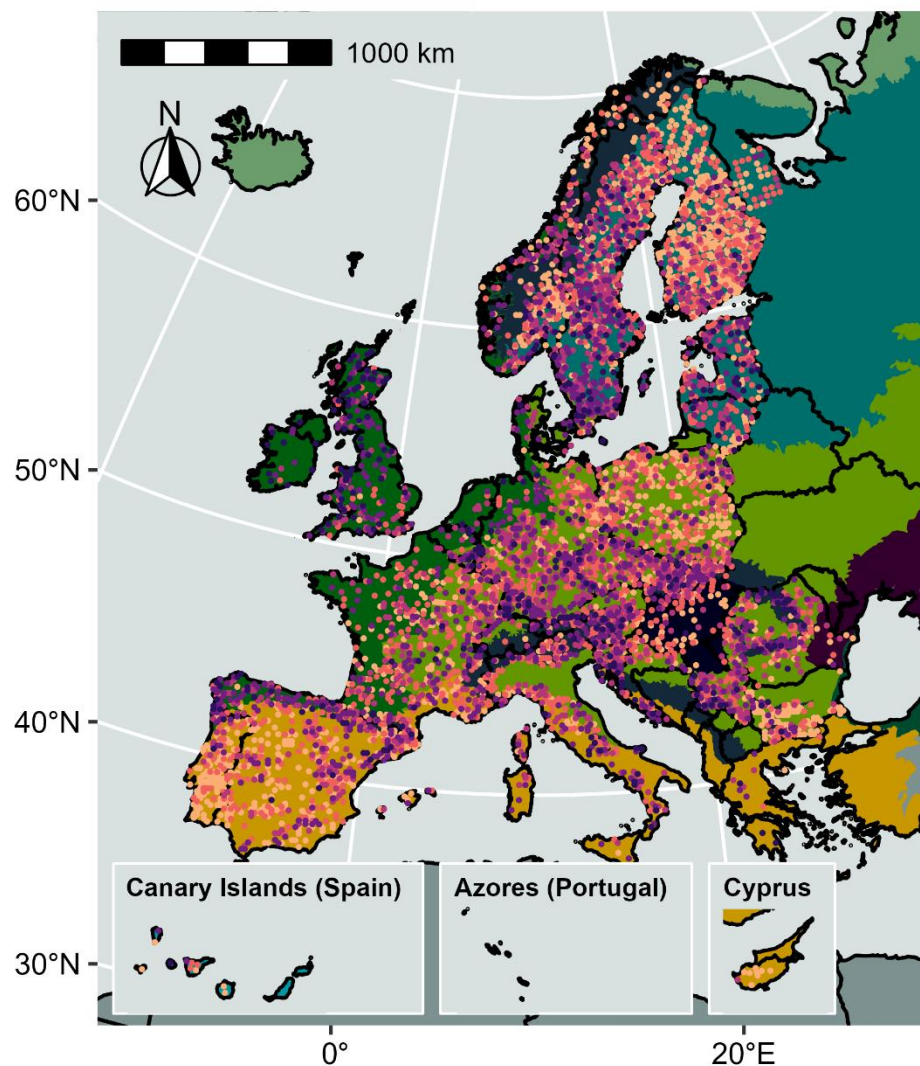 1000 km
N
60°N
50°N
40°N
30°N
Canary Islands (Spain)
Azores (Portugal)
Cyprus
0°
20°E